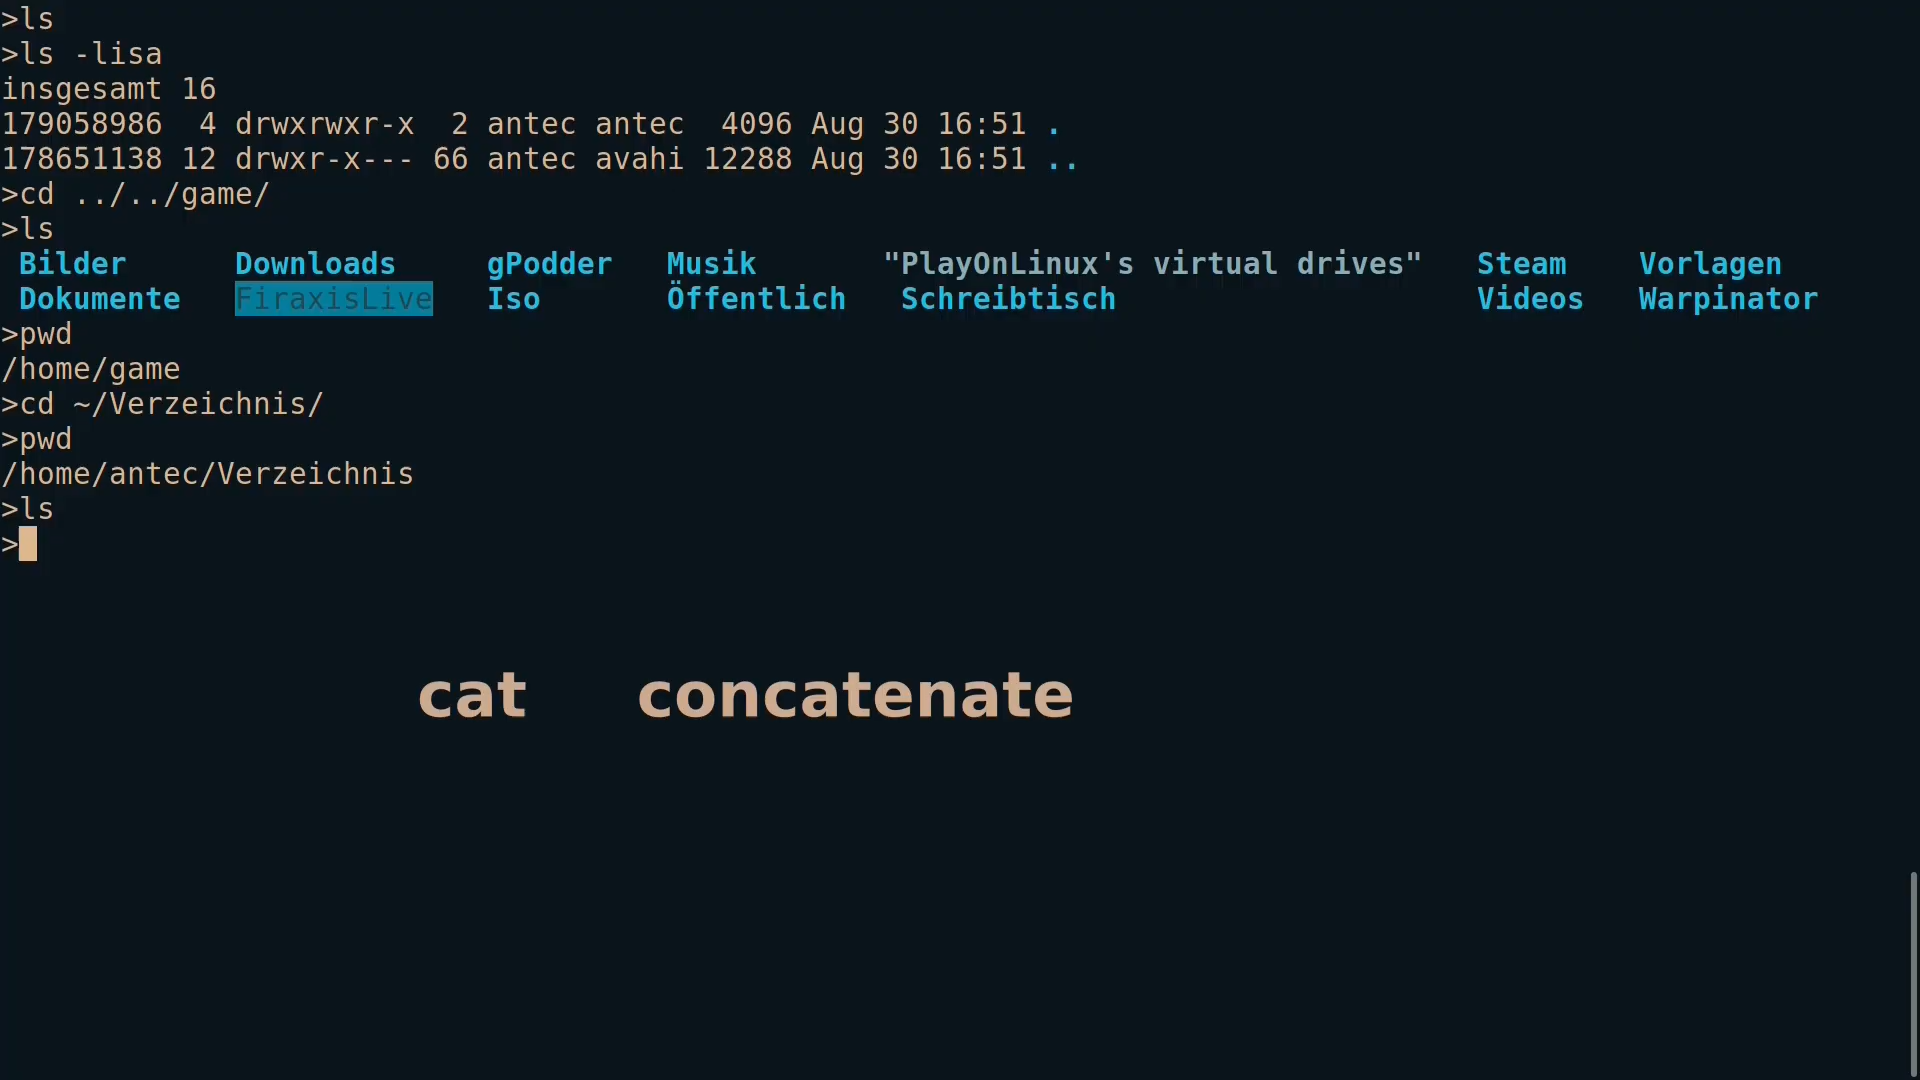 >ls
>ls -lisa
insgesamt 16
179058986  4 drwxrwxr-x  2 antec antec  4096 Aug 30 16:51 .
178651138 12 drwxr-x--- 66 antec avahi 12288 Aug 30 16:51 ..
>cd ../../game/
>ls
 Bilder      Downloads     gPodder   Musik       "PlayOnLinux's virtual drives"   Steam    Vorlagen
 Dokumente   FiraxisLive   Iso       Öffentlich   Schreibtisch                    Videos   Warpinator
>pwd
/home/game
>cd ~/Verzeichnis/
>pwd
/home/antec/Verzeichnis
>ls
>
cat   concatenate